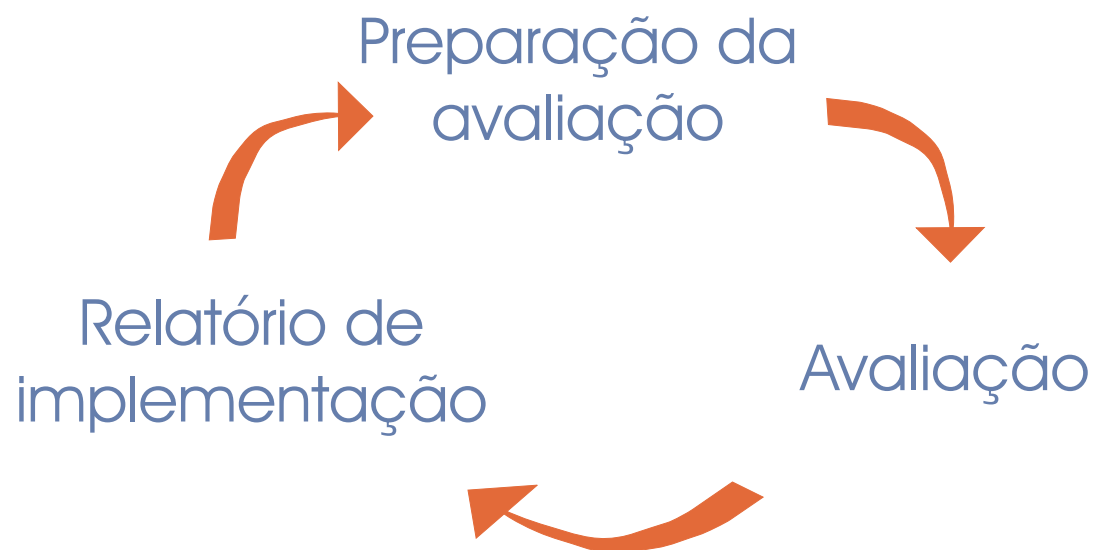 Preparação da
avaliação
Avaliação
Relatório de
implementação